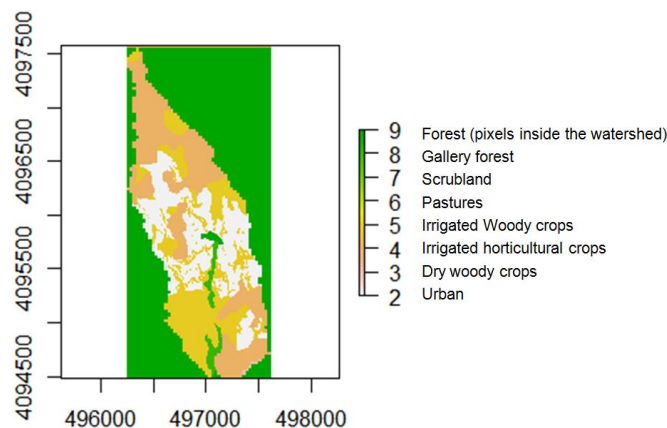 4097500
4096500
4095500
4094500
496000 497000 498000
9 Forest (pixels inside the watershed)
8 Gallery forest
7 Scrubland
6 Pastures
5 Irrigated Woody crops
4 Irrigated horticultural crops
3 Dry woody crops
2 Urban